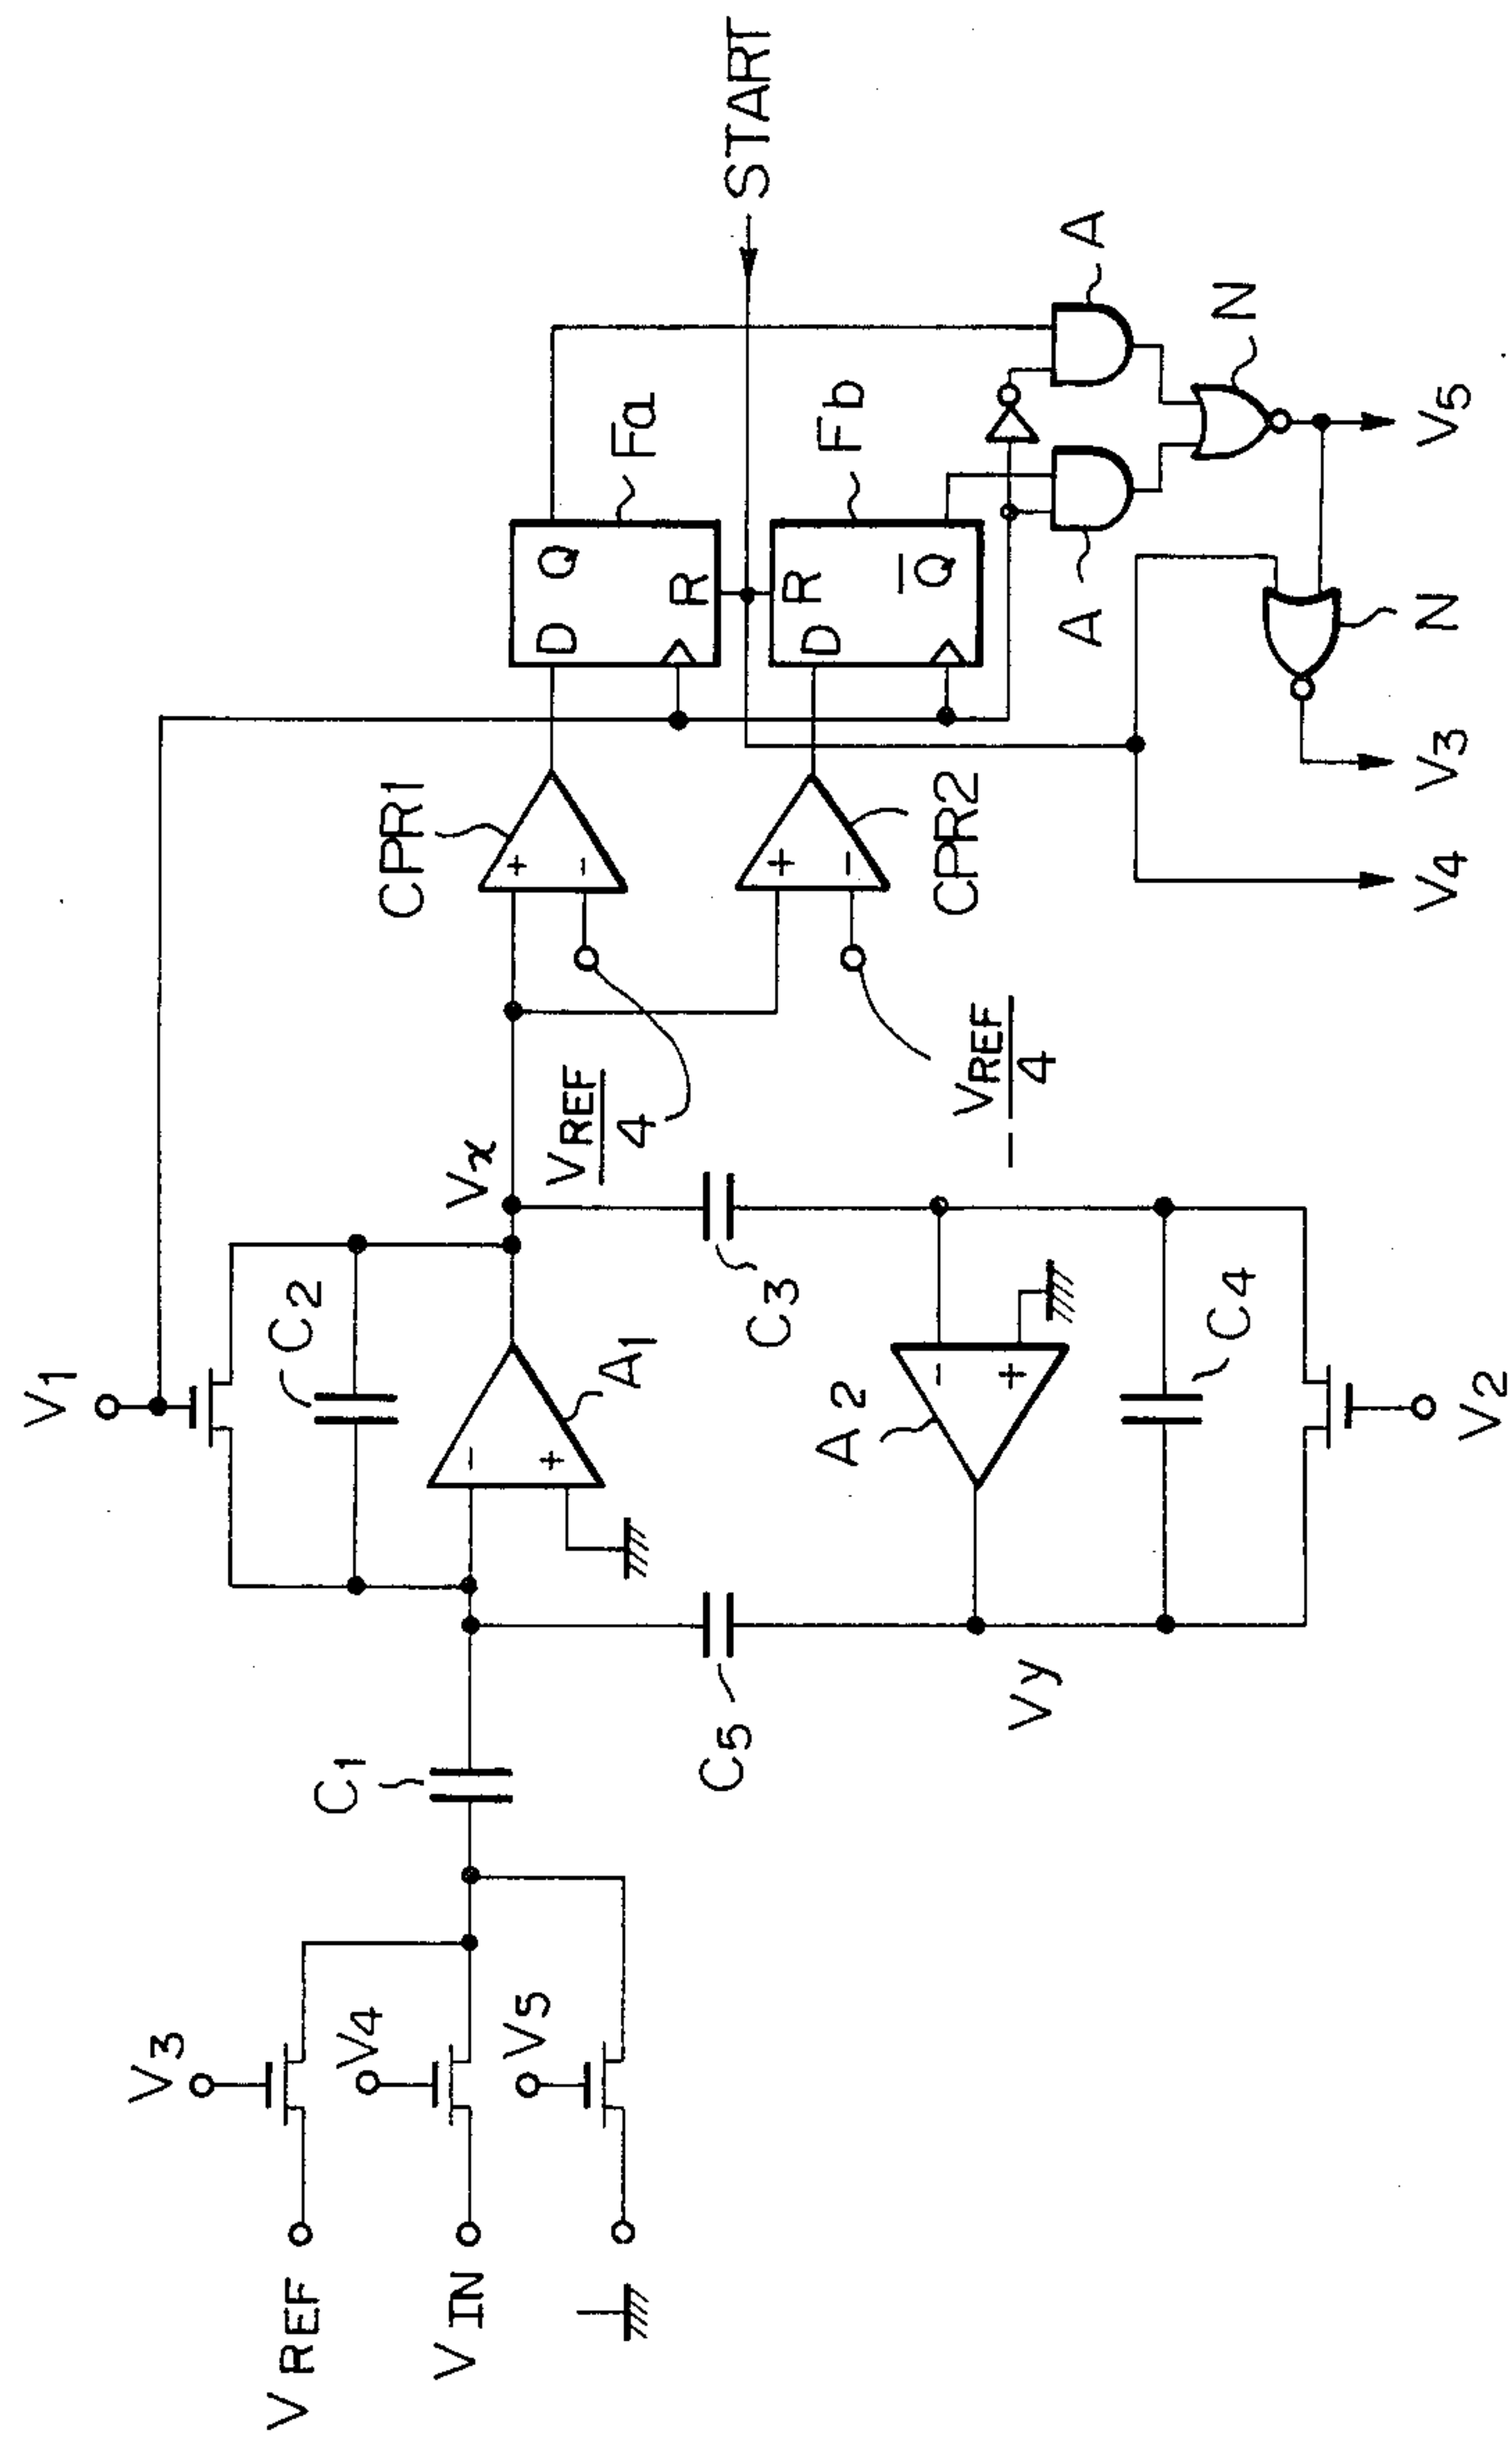 V1
C2
A1
Vx
VREF/4
CPR1
+
-
D Q
R
Fa
START
V3
VREF
V4
VIN
V5
C1
C5
C3
Vy
A2
-
+
C4
V2
-
+
- VREF/4
CPR2
+
-
R
D Q̅
Fb
A
A
N
N
V5
V3
V4